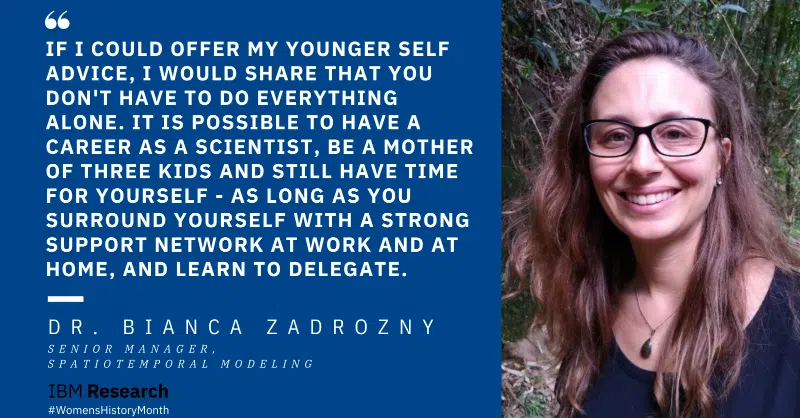 “
IF I COULD OFFER MY YOUNGER SELF
ADVICE, I WOULD SHARE THAT YOU
DON'T HAVE TO DO EVERYTHING
ALONE. IT IS POSSIBLE TO HAVE A
CAREER AS A SCIENTIST, BE A MOTHER
OF THREE KIDS AND STILL HAVE TIME
FOR YOURSELF - AS LONG AS YOU
SURROUND YOURSELF WITH A STRONG
SUPPORT NETWORK AT WORK AND AT
HOME, AND LEARN TO DELEGATE.
DR. BIANCA ZADROZNY
SENIOR MANAGER,
SPATIOTEMPORAL MODELING
IBM Research
#WomensHistoryMonth